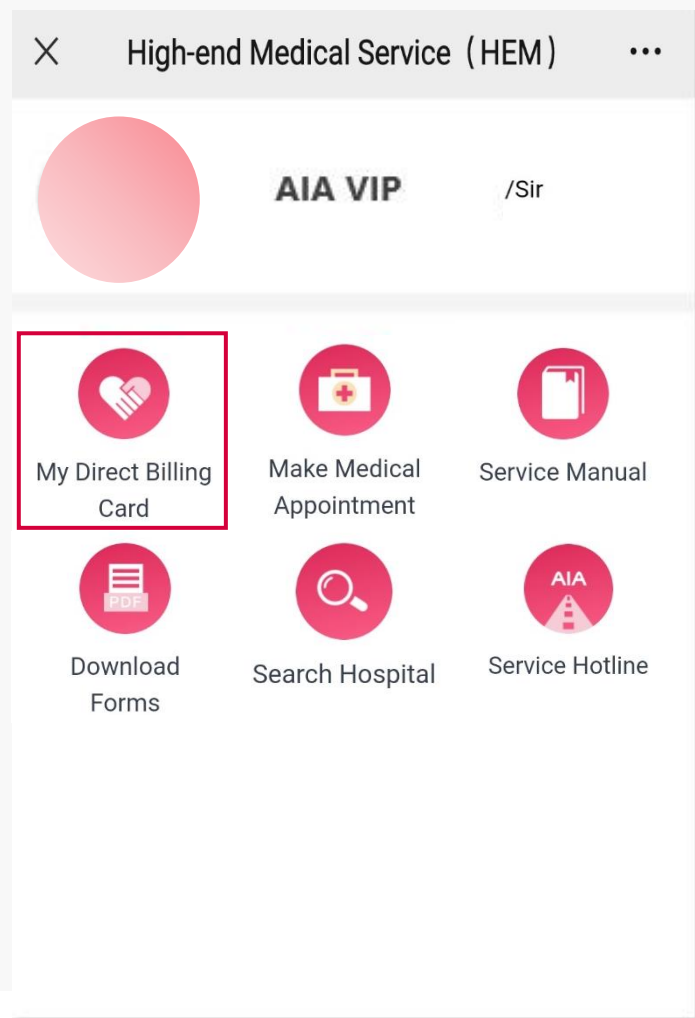 High-end Medical Service (HEM)
AIA VIP /Sir
My Direct Billing
Card
Make Medical
Appointment
Service Manual
PDF
AIA
Download
Forms
Search Hospital
Service Hotline